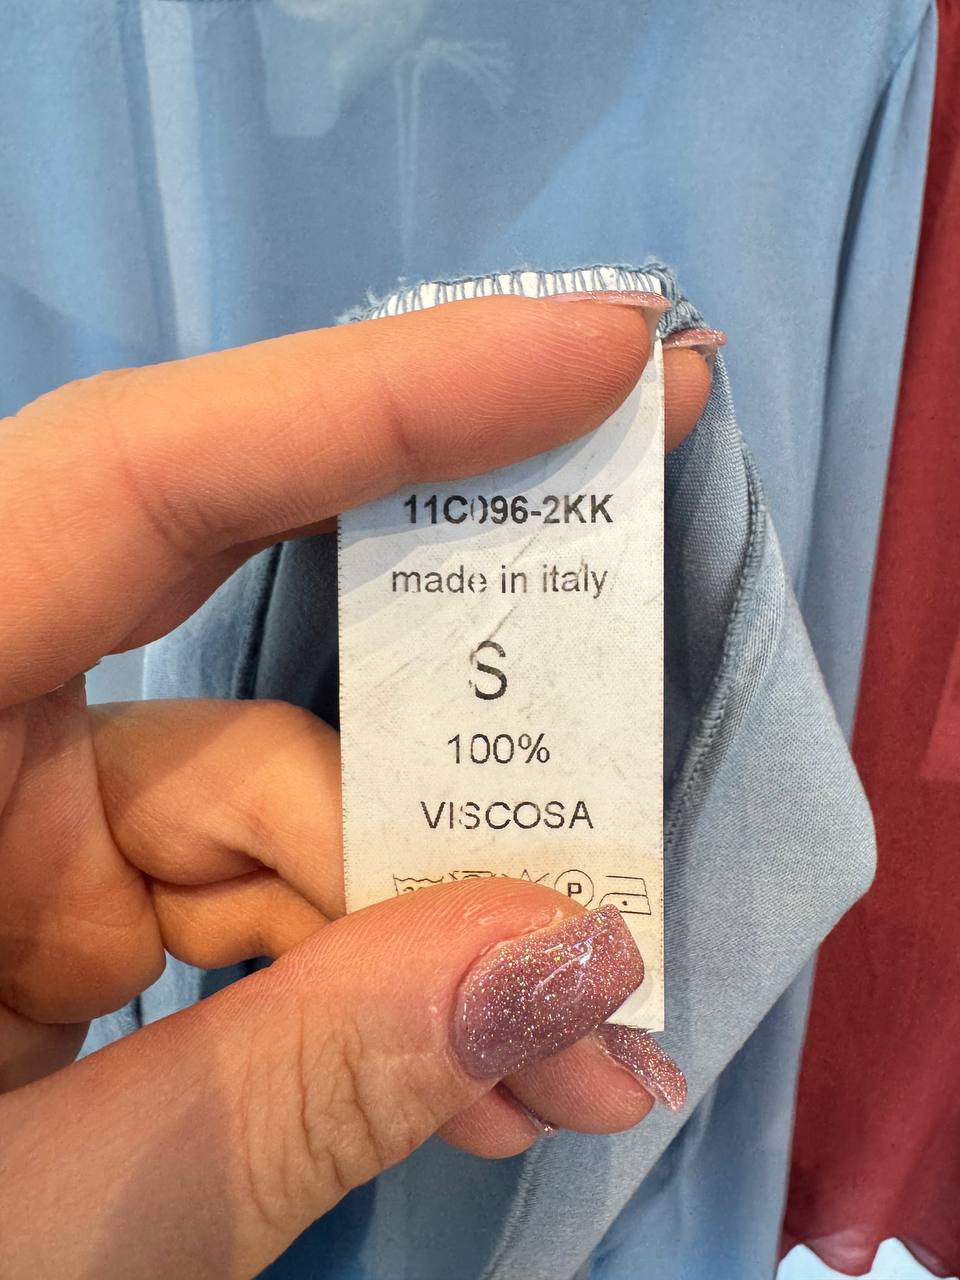 11C096-2KK
made in italy
S
100%
VISCOSA
P